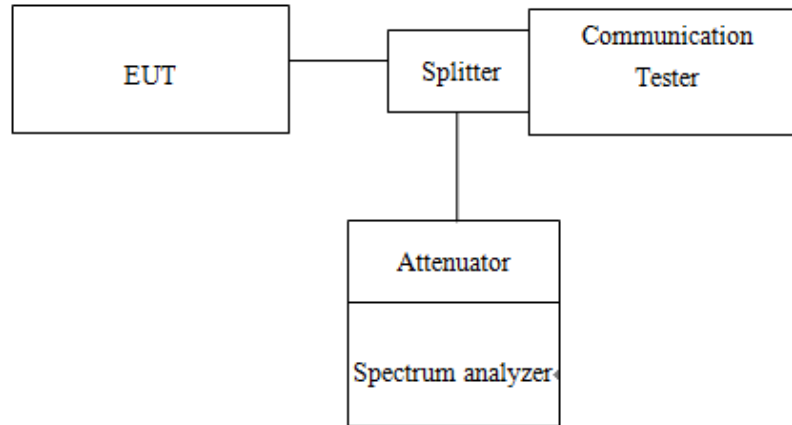 EUT
Splitter
Communication
Tester
Attenuator
Spectrum analyzer